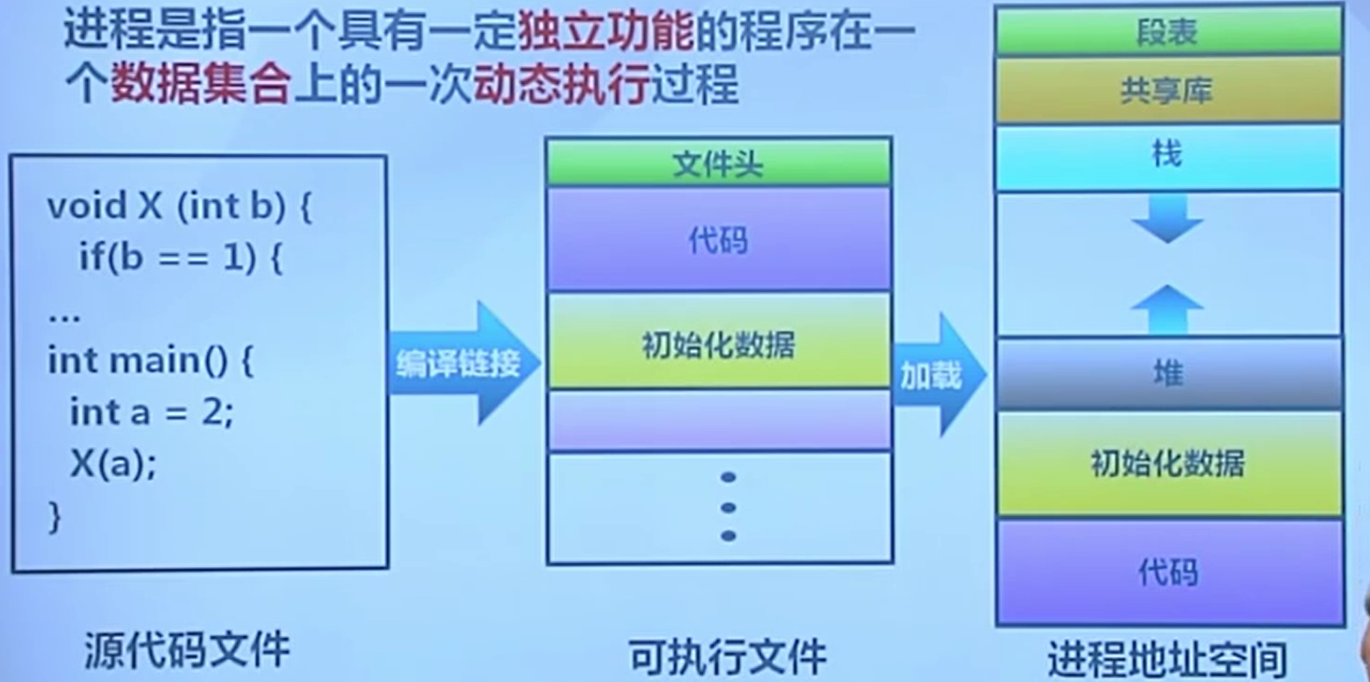 进程是指一个具有一定独立功能的程序在一
个数据集合上的一次动态执行过程
void X (int b) {
if(b == 1) {
...
int main() {
int a = 2;
X(a);
}
源代码文件
编译链接
文件头
代码
初始化数据
可执行文件
加载
段表
共享库
栈
堆
初始化数据
代码
进程地址空间